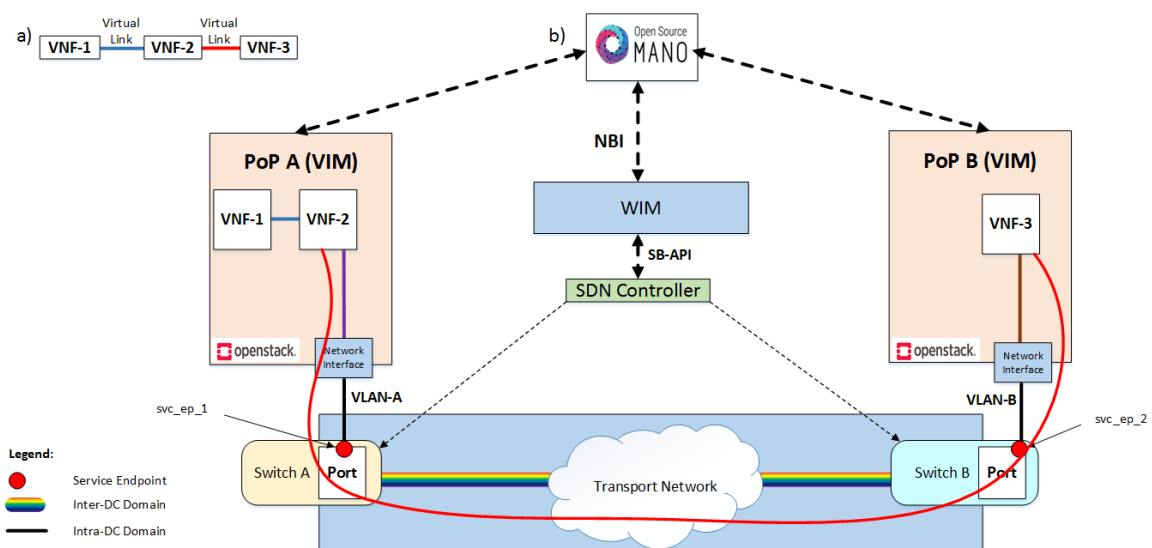 a)
VNF-1
Virtual
Link
VNF-2
Virtual
Link
VNF-3
b)
Open Source
MANO
NBI
PoP A (VIM)
VNF-1
VNF-2
openstack.
Network
Interface
VLAN-A
svc_ep_1
WIM
SB-API
SDN Controller
PoP B (VIM)
VNF-3
openstack.
Network
Interface
VLAN-B
svc_ep_2
Switch A
Port
Transport Network
Switch B
Port
Legend:
Service Endpoint
Inter-DC Domain
Intra-DC Domain